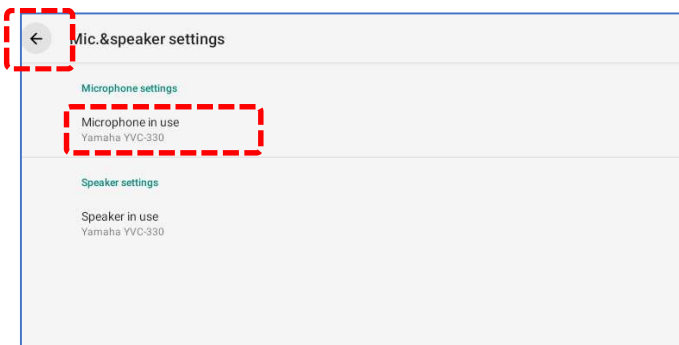 Mic.&speaker settings
Microphone settings
Microphone in use
Yamaha YVC-330
Speaker settings
Speaker in use
Yamaha YVC-330